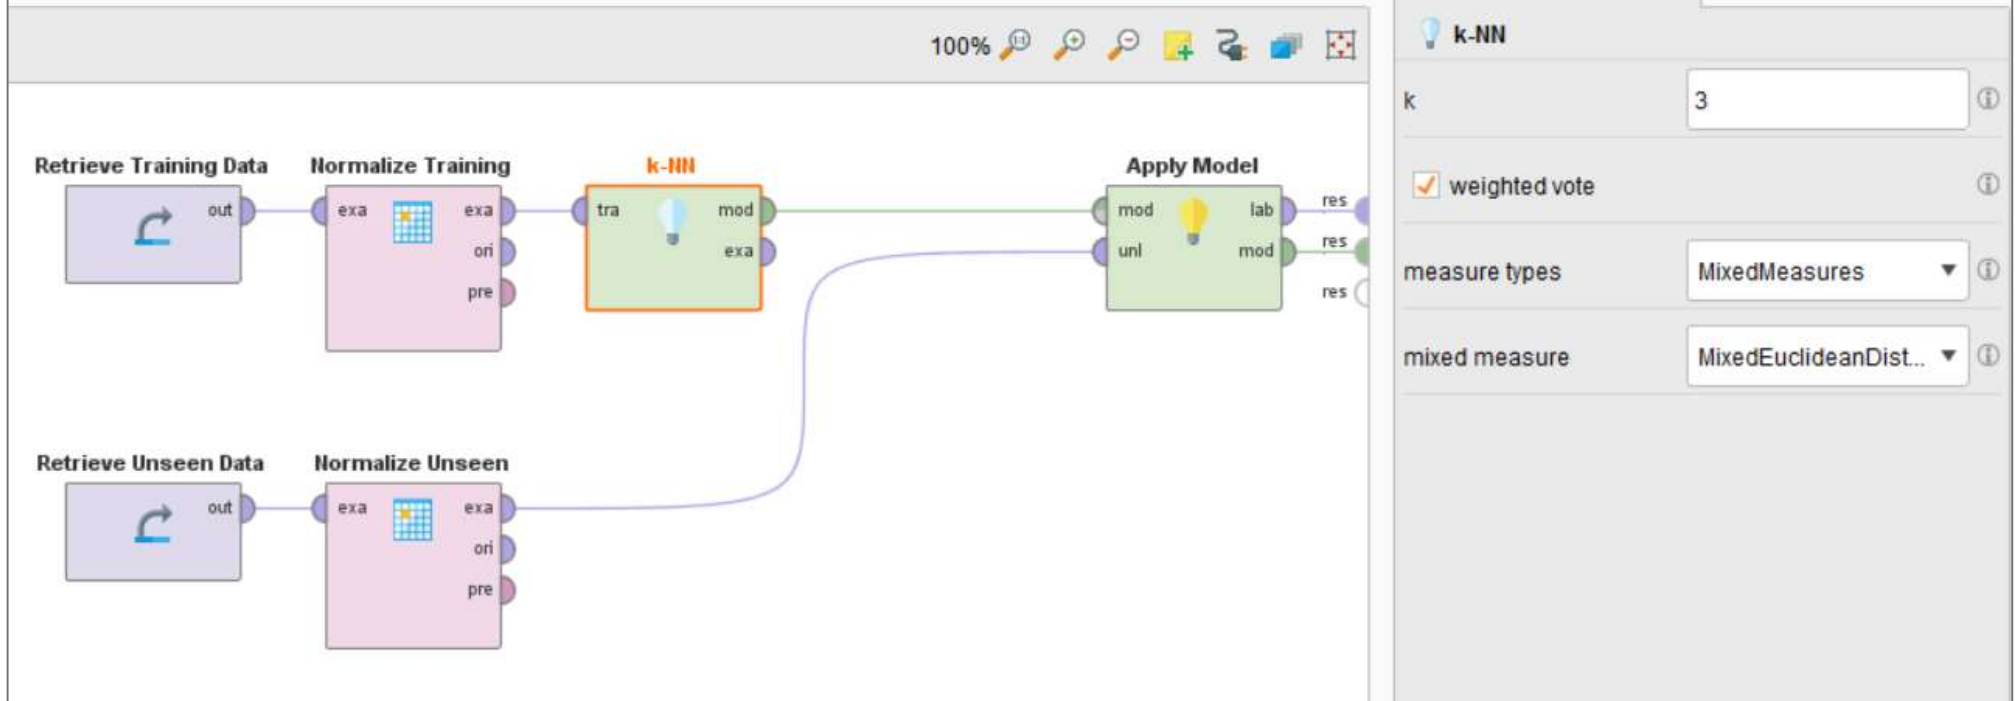 100%
Retrieve Training Data
out
Normalize Training
exa exa
ori
pre
k-NN
tra mod
exa
Apply Model
mod lab
unl mod
res
res
res
Retrieve Unseen Data
out
Normalize Unseen
exa exa
ori
pre
k-NN
k 3
weighted vote
measure types MixedMeasures
mixed measure MixedEuclideanDist...